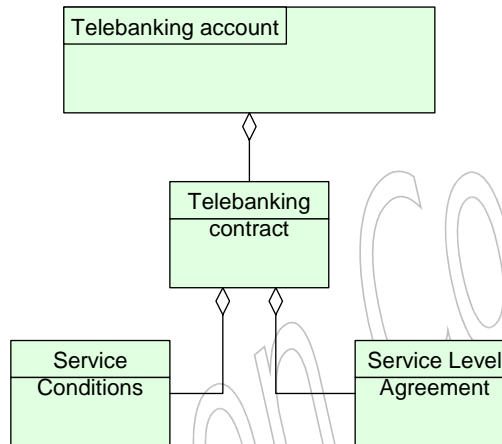 Telebanking account
Telebanking
contract
Service
Conditions
Service Level
Agreement